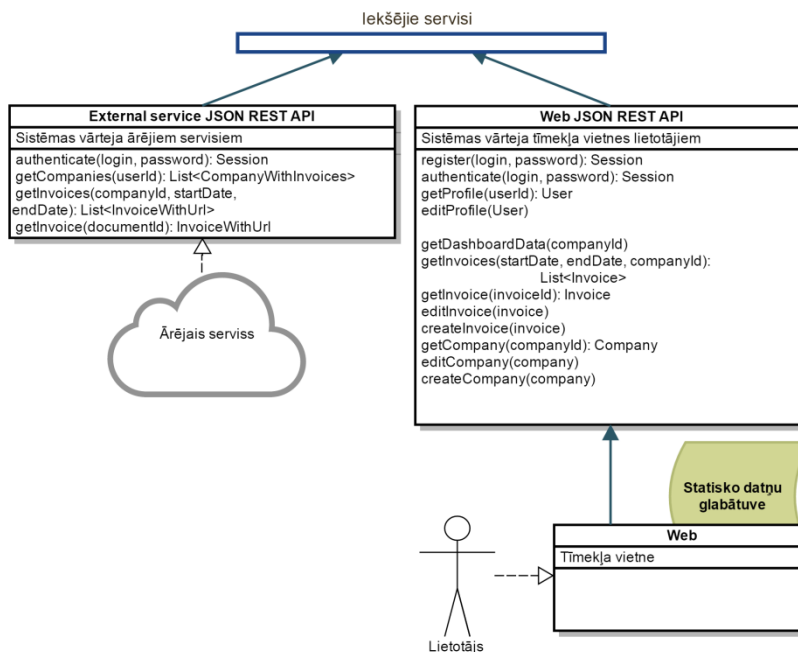 Iekšējie servisi
External service JSON REST API
Sistēmas vārteja ārējiem servisiem
authenticate(login, password): Session
getCompanies(userId): List<CompanyWithInvoices>
getInvoices(companyId, startDate,
endDate): List<InvoiceWithUrl>
getInvoice(documentId): InvoiceWithUrl
Ārējais serviss
Web JSON REST API
Sistēmas vārteja tīmekļa vietnes lietotājiem
register(login, password): Session
authenticate(login, password): Session
getProfile(userId): User
editProfile(User)
getDashboardData(companyId)
getInvoices(startDate, endDate, companyId):
List<Invoice>
getInvoice(invoiceId): Invoice
editInvoice(invoice)
createInvoice(invoice)
getCompany(companyId): Company
editCompany(company)
createCompany(company)
Statisko datņu
glabātuve
Web
Tīmekļa vietne
Lietotājs